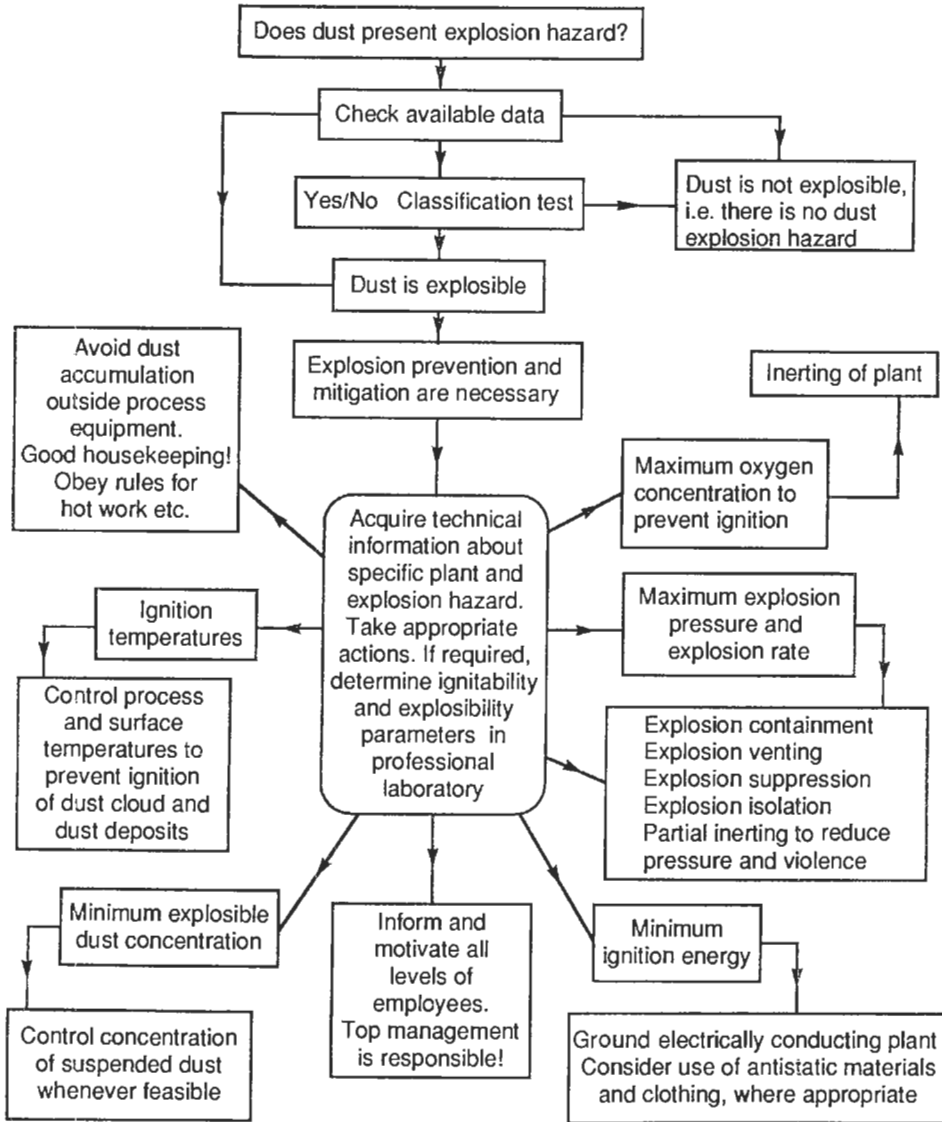 Does dust present explosion hazard?
Check available data
Yes/No Classification test
Dust is not explosible,
i.e. there is no dust
explosion hazard
Dust is explosible
Explosion prevention and
mitigation are necessary
Avoid dust
accumulation
outside process
equipment.
Good housekeeping!
Obey rules for
hot work etc.
Inerting of plant
Maximum oxygen
concentration to
prevent ignition
Acquire technical
information about
specific plant and
explosion hazard.
Take appropriate
actions. If required,
determine ignitability
and explosibility
parameters in
professional
laboratory
Ignition
temperatures
Control process
and surface
temperatures to
prevent ignition
of dust cloud and
dust deposits
Maximum explosion
pressure and
explosion rate
Explosion containment
Explosion venting
Explosion suppression
Explosion isolation
Partial inerting to reduce
pressure and violence
Minimum explosible
dust concentration
Control concentration
of suspended dust
whenever feasible
Inform and
motivate all
levels of
employees.
Top management
is responsible!
Minimum
ignition energy
Ground electrically conducting plant
Consider use of antistatic materials
and clothing, where appropriate